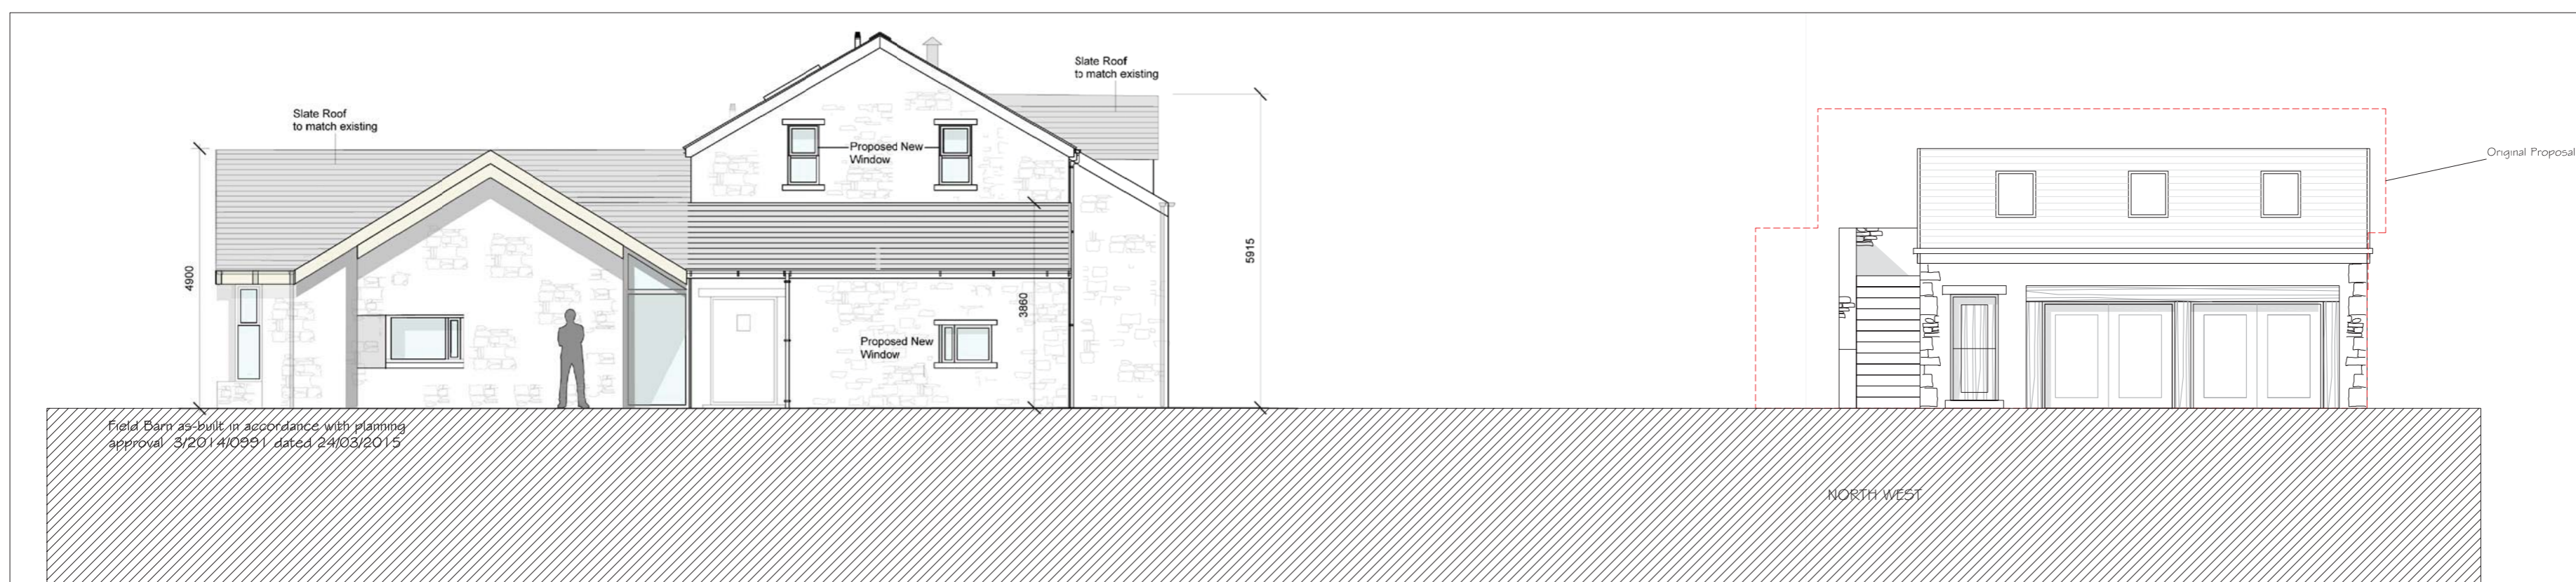 Slate Roof
to match existing
Slate Roof
to match existing
Proposed New
Window
Original Proposal
4900
5915
3860
Proposed New
Window
Field Barn as-built in accordance with planning
approval 3/2014/0991 dated 24/03/2015
NORTH WEST